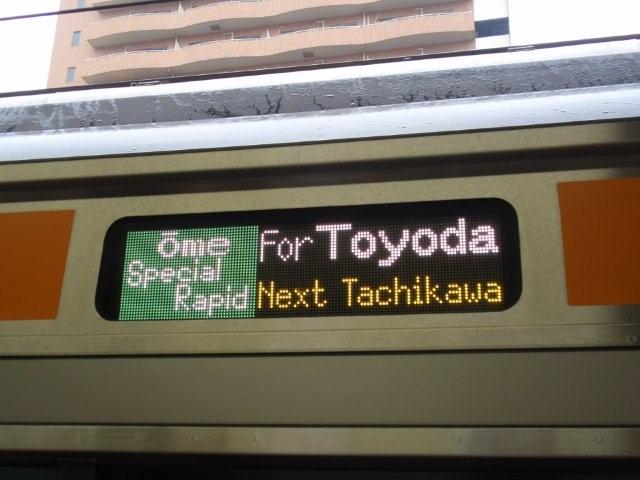 Ōme
Special
Rapid
For Toyoda
Next Tachikawa